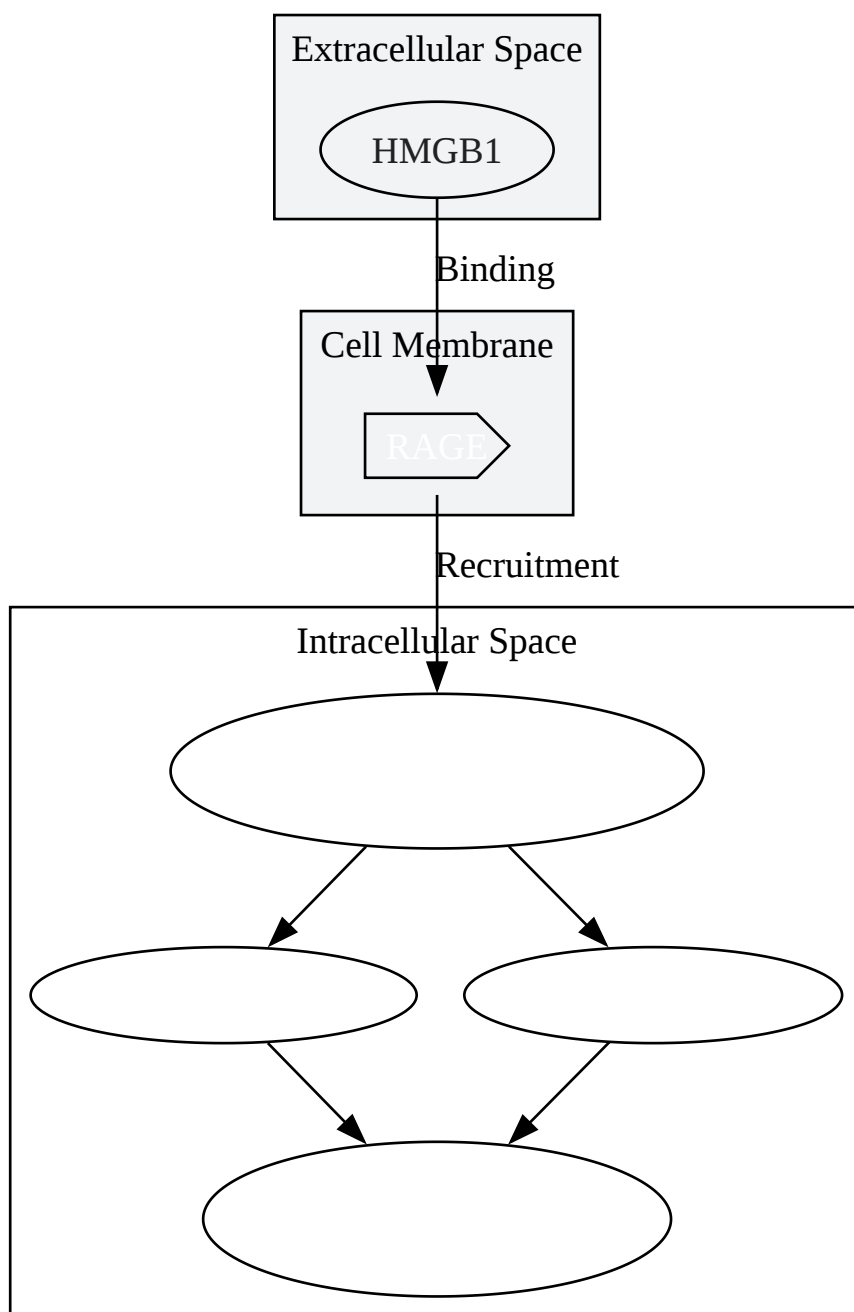 Extracellular Space
HMGB1
Binding
Cell Membrane
RAGE
Recruitment
Intracellular Space